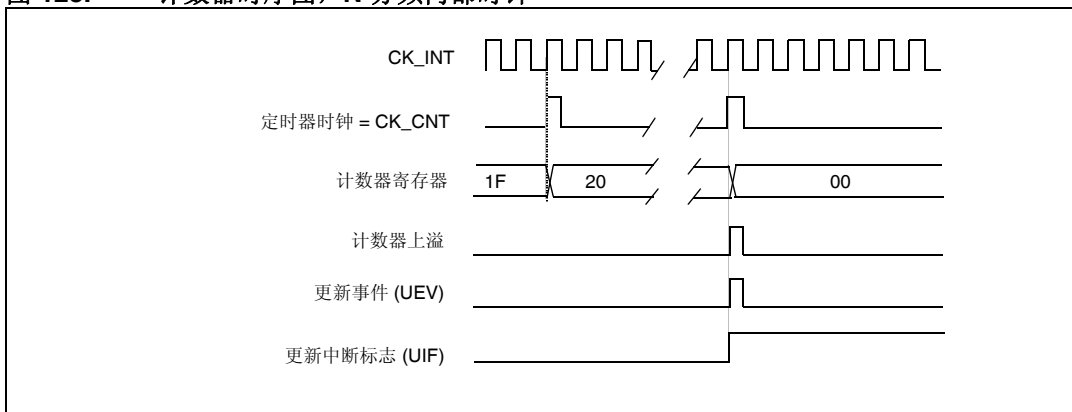 CK_INT
定时器时钟 = CK_CNT
计数器寄存器 1F 20 00
计数器上溢
更新事件 (UEV)
更新中断标志 (UIF)